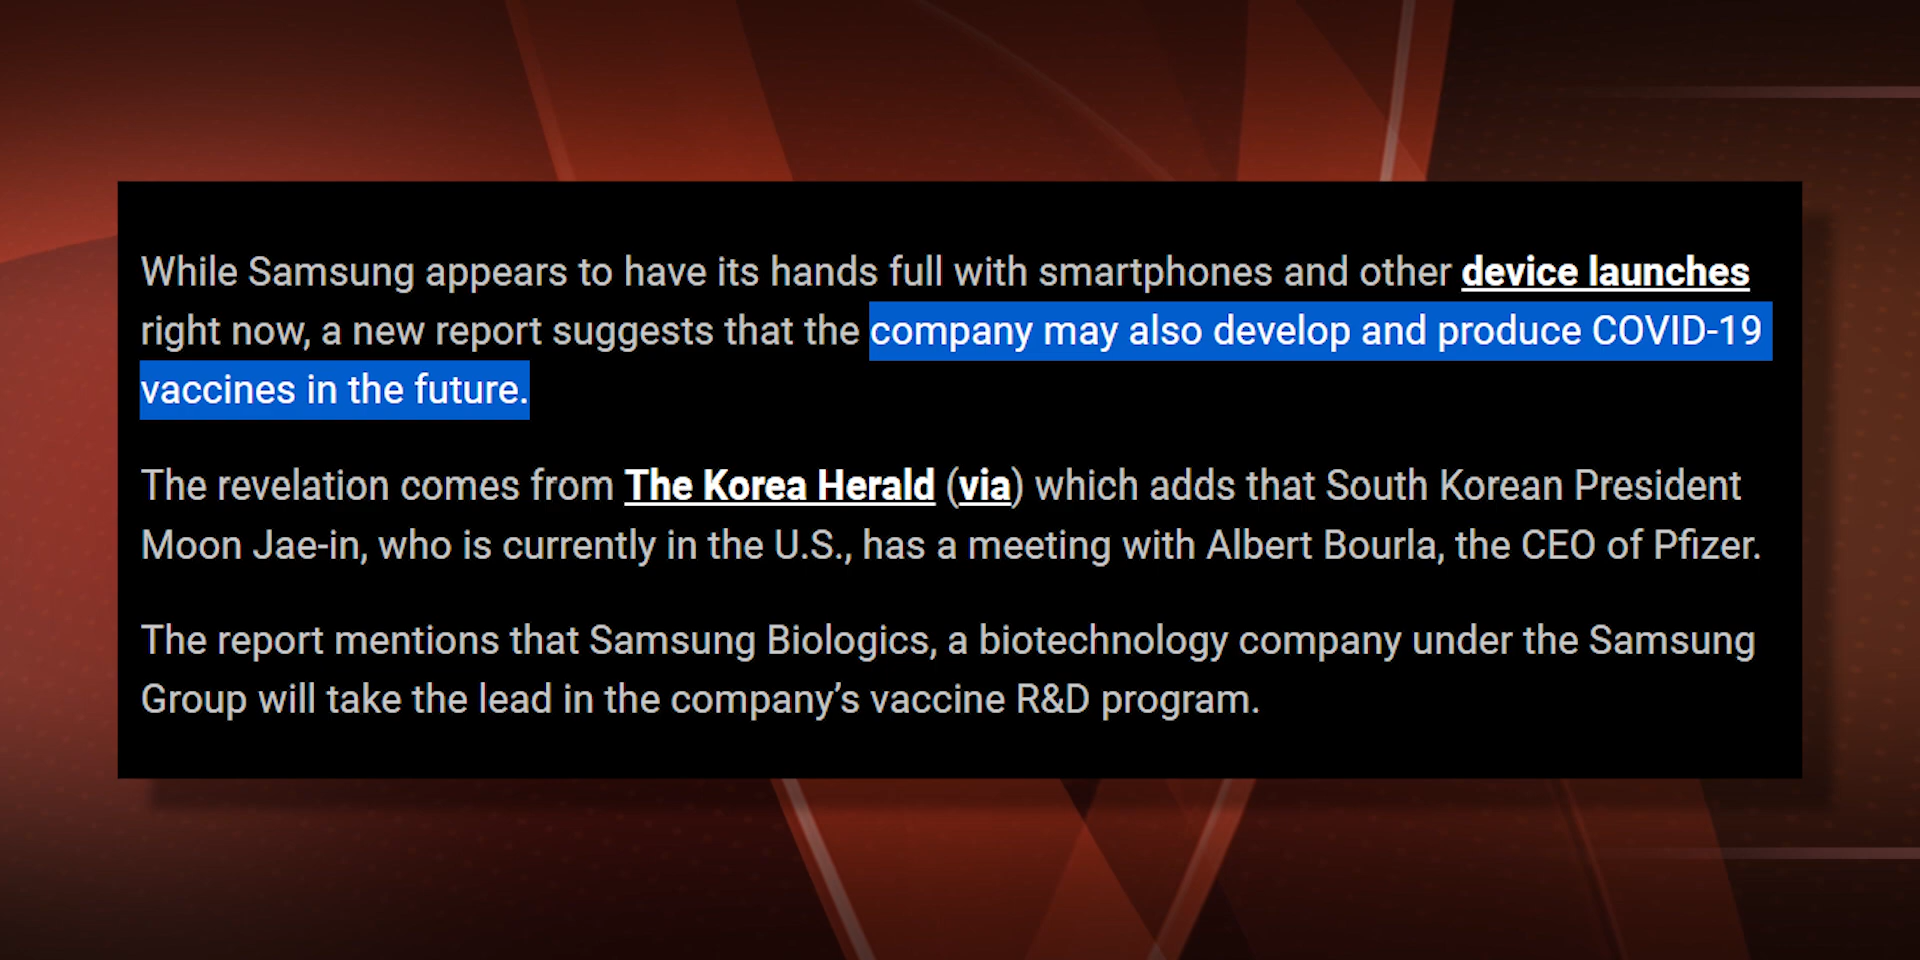 While Samsung appears to have its hands full with smartphones and other device launches
right now, a new report suggests that the company may also develop and produce COVID-19
vaccines in the future.
The revelation comes from The Korea Herald (via) which adds that South Korean President
Moon Jae-in, who is currently in the U.S., has a meeting with Albert Bourla, the CEO of Pfizer.
The report mentions that Samsung Biologics, a biotechnology company under the Samsung
Group will take the lead in the company’s vaccine R&D program.